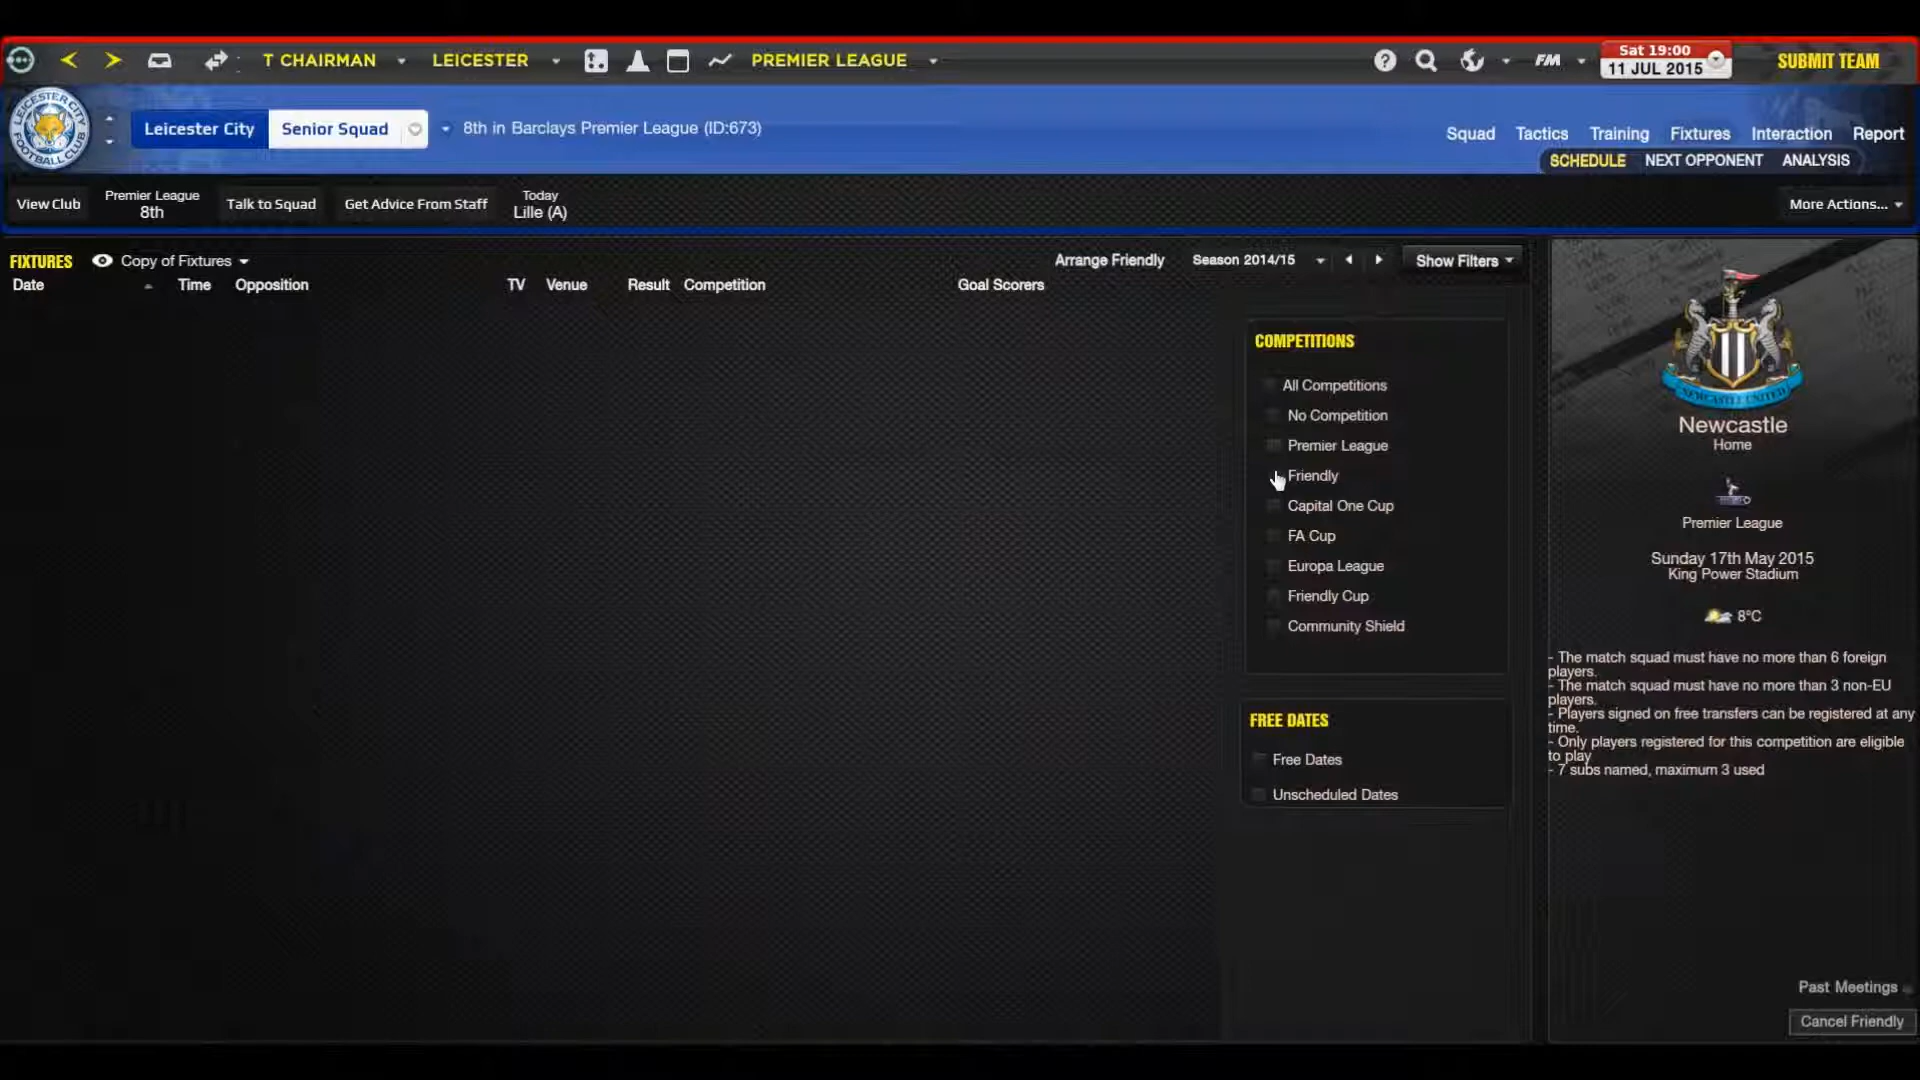 T CHAIRMAN
LEICESTER
PREMIER LEAGUE
FM
Sat 19:00
11 JUL 2015
SUBMIT TEAM
LEICESTER CITY
FOOTBALL CLUB
Leicester City
Senior Squad
8th in Barclays Premier League (ID:673)
Squad
Tactics
Training
Fixtures
Interaction
Report
SCHEDULE
NEXT OPPONENT
ANALYSIS
View Club
Premier League
8th
Talk to Squad
Get Advice From Staff
Today
Lille (A)
More Actions...
FIXTURES
Copy of Fixtures
Arrange Friendly
Season 2014/15
Show Filters
Date
Time
Opposition
TV
Venue
Result
Competition
Goal Scorers
COMPETITIONS
All Competitions
No Competition
Premier League
Friendly
Capital One Cup
FA Cup
Europa League
Friendly Cup
Community Shield
FREE DATES
Free Dates
Unscheduled Dates
NEWCASTLE UNITED
Newcastle
Home
Premier League
Sunday 17th May 2015
King Power Stadium
8°C
- The match squad must have no more than 6 foreign
players.
- The match squad must have no more than 3 non-EU
players.
- Players signed on free transfers can be registered at any
time.
- Only players registered for this competition are eligible
to play
- 7 subs named, maximum 3 used
Past Meetings
Cancel Friendly